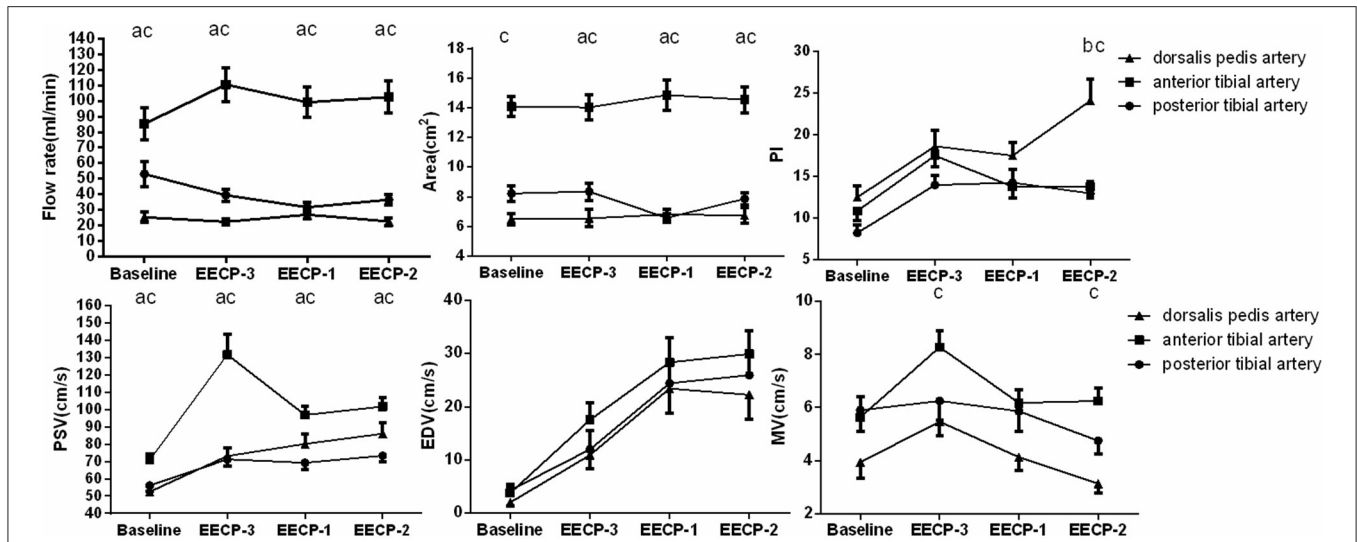 ac ac ac ac
Flow rate(ml/min)
140
130
120
110
100
90
80
70
60
50
40
30
20
10
0
Baseline EECP-3 EECP-1 EECP-2
c ac ac ac
Area(cm2)
18
16
14
12
10
8
6
4
Baseline EECP-3 EECP-1 EECP-2
bc
PI
30
25
20
15
10
5
Baseline EECP-3 EECP-1 EECP-2
dorsalis pedis artery
anterior tibial artery
posterior tibial artery
ac ac ac ac
PSV(cm/s)
160
150
140
130
120
110
100
90
80
70
60
50
40
Baseline EECP-3 EECP-1 EECP-2
EDV(cm/s)
40
30
20
10
0
Baseline EECP-3 EECP-1 EECP-2
c c
MV(cm/s)
10
8
6
4
2
Baseline EECP-3 EECP-1 EECP-2
dorsalis pedis artery
anterior tibial artery
posterior tibial artery